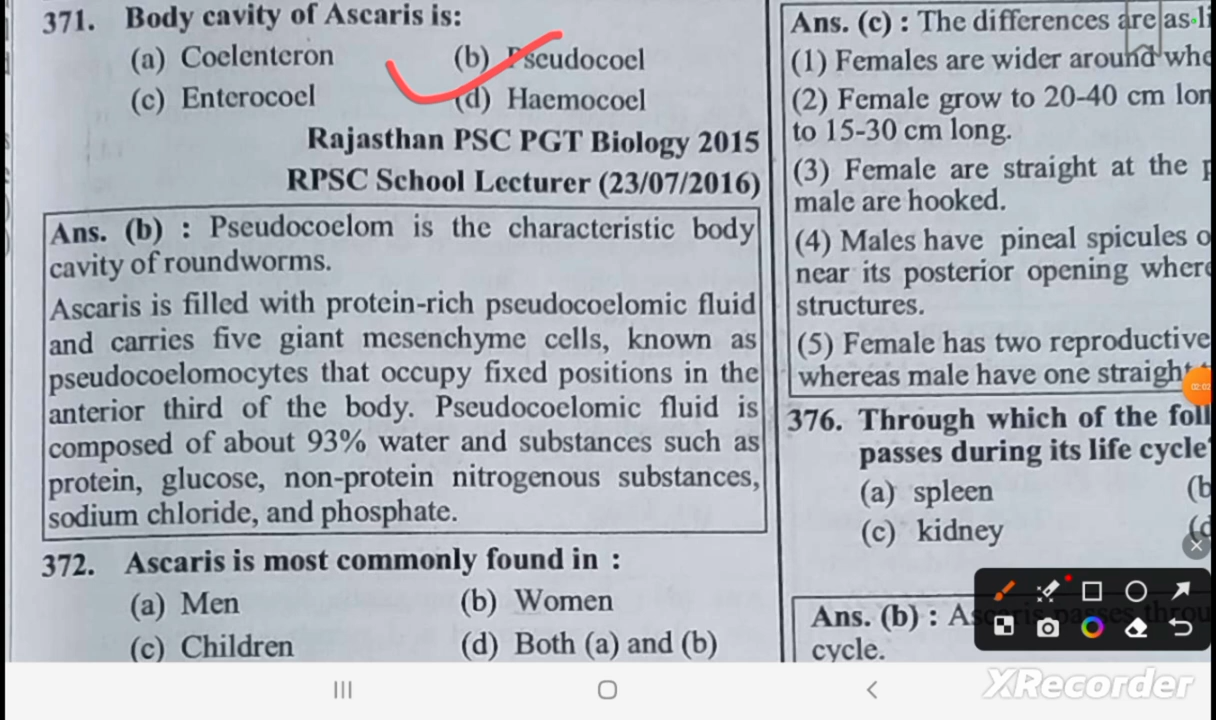 371. Body cavity of Ascaris is:
(a) Coelenteron (b) Pseudocoel
(c) Enterocoel (d) Haemocoel
Rajasthan PSC PGT Biology 2015
RPSC School Lecturer (23/07/2016)
Ans. (b) : Pseudocoelom is the characteristic body
cavity of roundworms.
Ascaris is filled with protein-rich pseudocoelomic fluid
and carries five giant mesenchyme cells, known as
pseudocoelomocytes that occupy fixed positions in the
anterior third of the body. Pseudocoelomic fluid is
composed of about 93% water and substances such as
protein, glucose, non-protein nitrogenous substances,
sodium chloride, and phosphate.
372. Ascaris is most commonly found in :
(a) Men (b) Women
(c) Children (d) Both (a) and (b)
Ans. (c) : The differences are as
(1) Females are wider around
(2) Female grow to 20-40 cm
to 15-30 cm long.
(3) Female are straight at the
male are hooked.
(4) Males have pineal spicules
near its posterior opening
structures.
(5) Female has two reproductive
whereas male have one straight
02:02
376. Through which of the
passes during its life cycle
(a) spleen (b
(c) kidney
Ans. (b) : Ascaris passes
cycle.
XRecorder